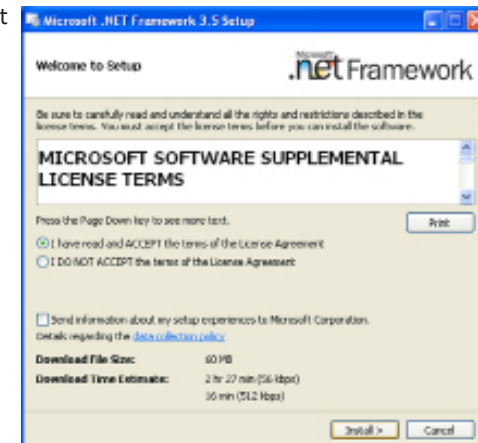 t
Microsoft .NET Framework 3.5 Setup
Welcome to Setup
Microsoft
.net Framework
Be sure to carefully read and understand all the rights and restrictions described in the
license terms. You must accept the license terms before you can install the software.
MICROSOFT SOFTWARE SUPPLEMENTAL
LICENSE TERMS
Press the Page Down key to see more text.
Print
I have read and ACCEPT the terms of the License Agreement
I DO NOT ACCEPT the terms of the License Agreement
Send information about my setup experiences to Microsoft Corporation.
Details regarding the data collection policy
Download File Size: 60 MB
Download Time Estimate: 2 hr 27 min (56 kbps)
16 min (512 kbps)
Install >
Cancel